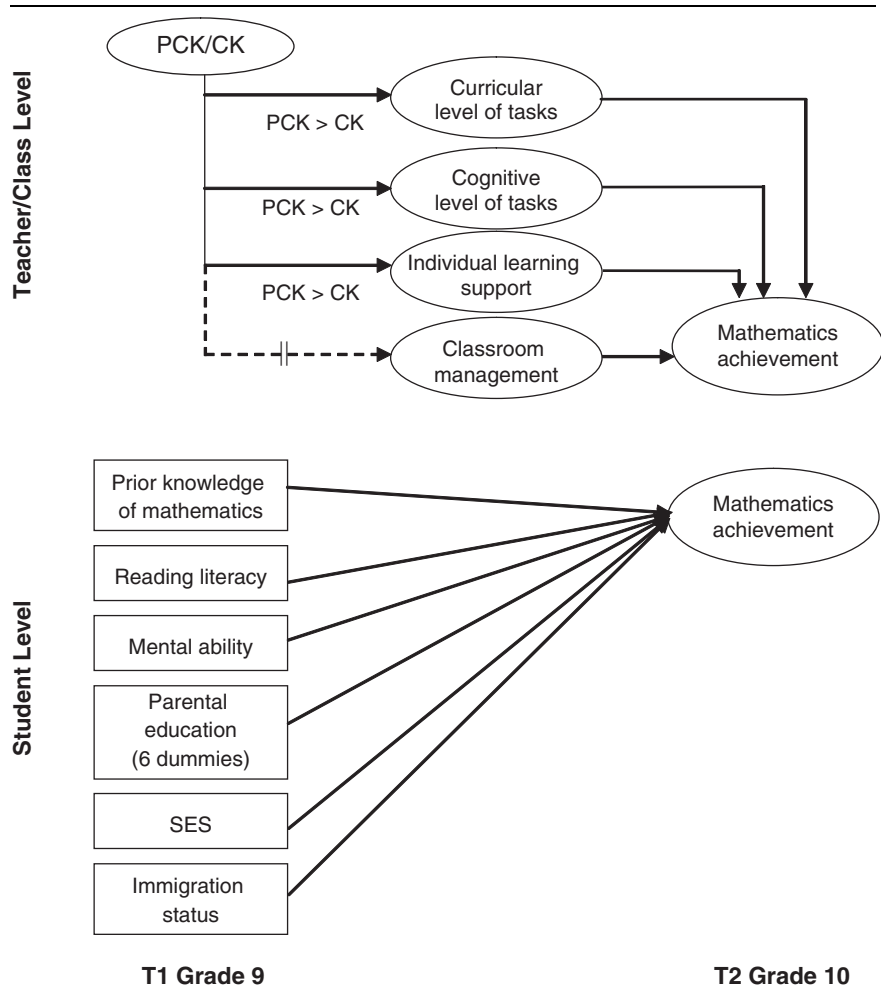 Teacher/Class Level
PCK/CK
Curricular
level of tasks
PCK > CK
Cognitive
level of tasks
PCK > CK
Individual learning
support
PCK > CK
Classroom
management
Mathematics
achievement
Student Level
Prior knowledge
of mathematics
Reading literacy
Mental ability
Parental
education
(6 dummies)
SES
Immigration
status
Mathematics
achievement
T1 Grade 9
T2 Grade 10